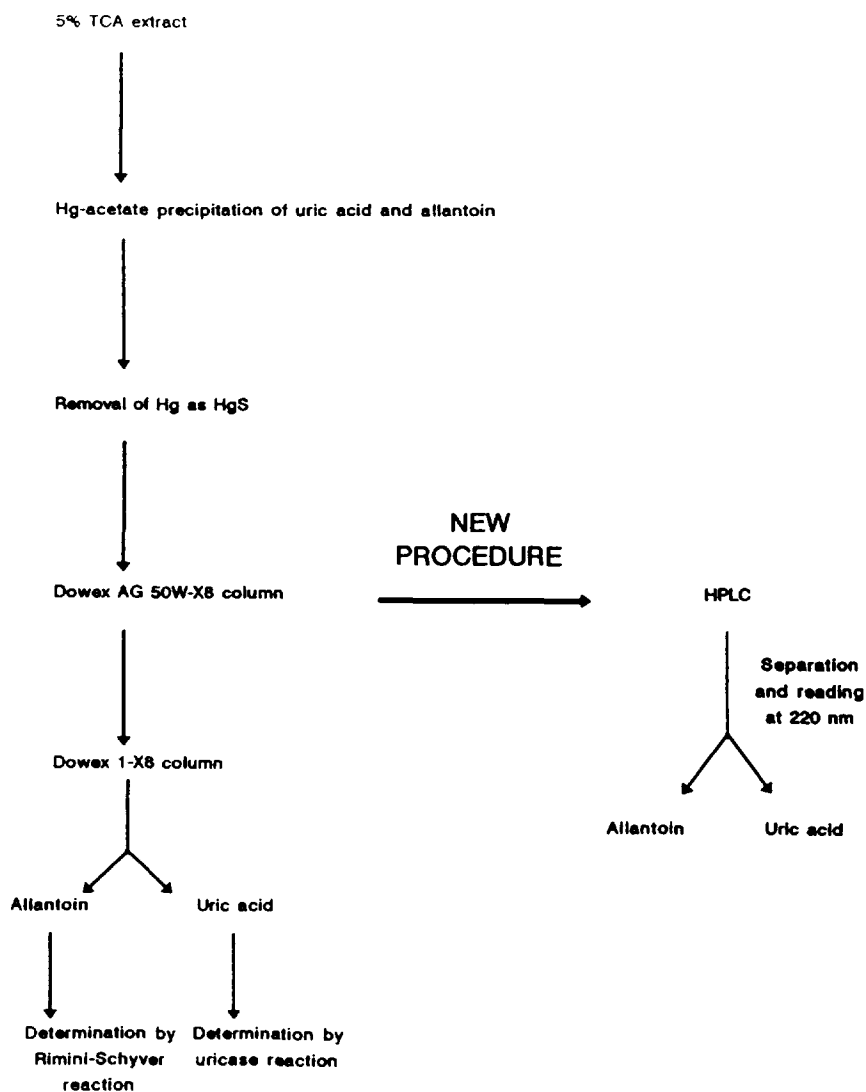 5% TCA extract
Hg-acetate precipitation of uric acid and allantoin
Removal of Hg as HgS
Dowex AG 50W-X8 column
NEW
PROCEDURE
HPLC
Separation
and reading
at 220 nm
Allantoin
Uric acid
Dowex 1-X8 column
Allantoin
Uric acid
Determination by
Rimini-Schyver
reaction
Determination by
uricase reaction